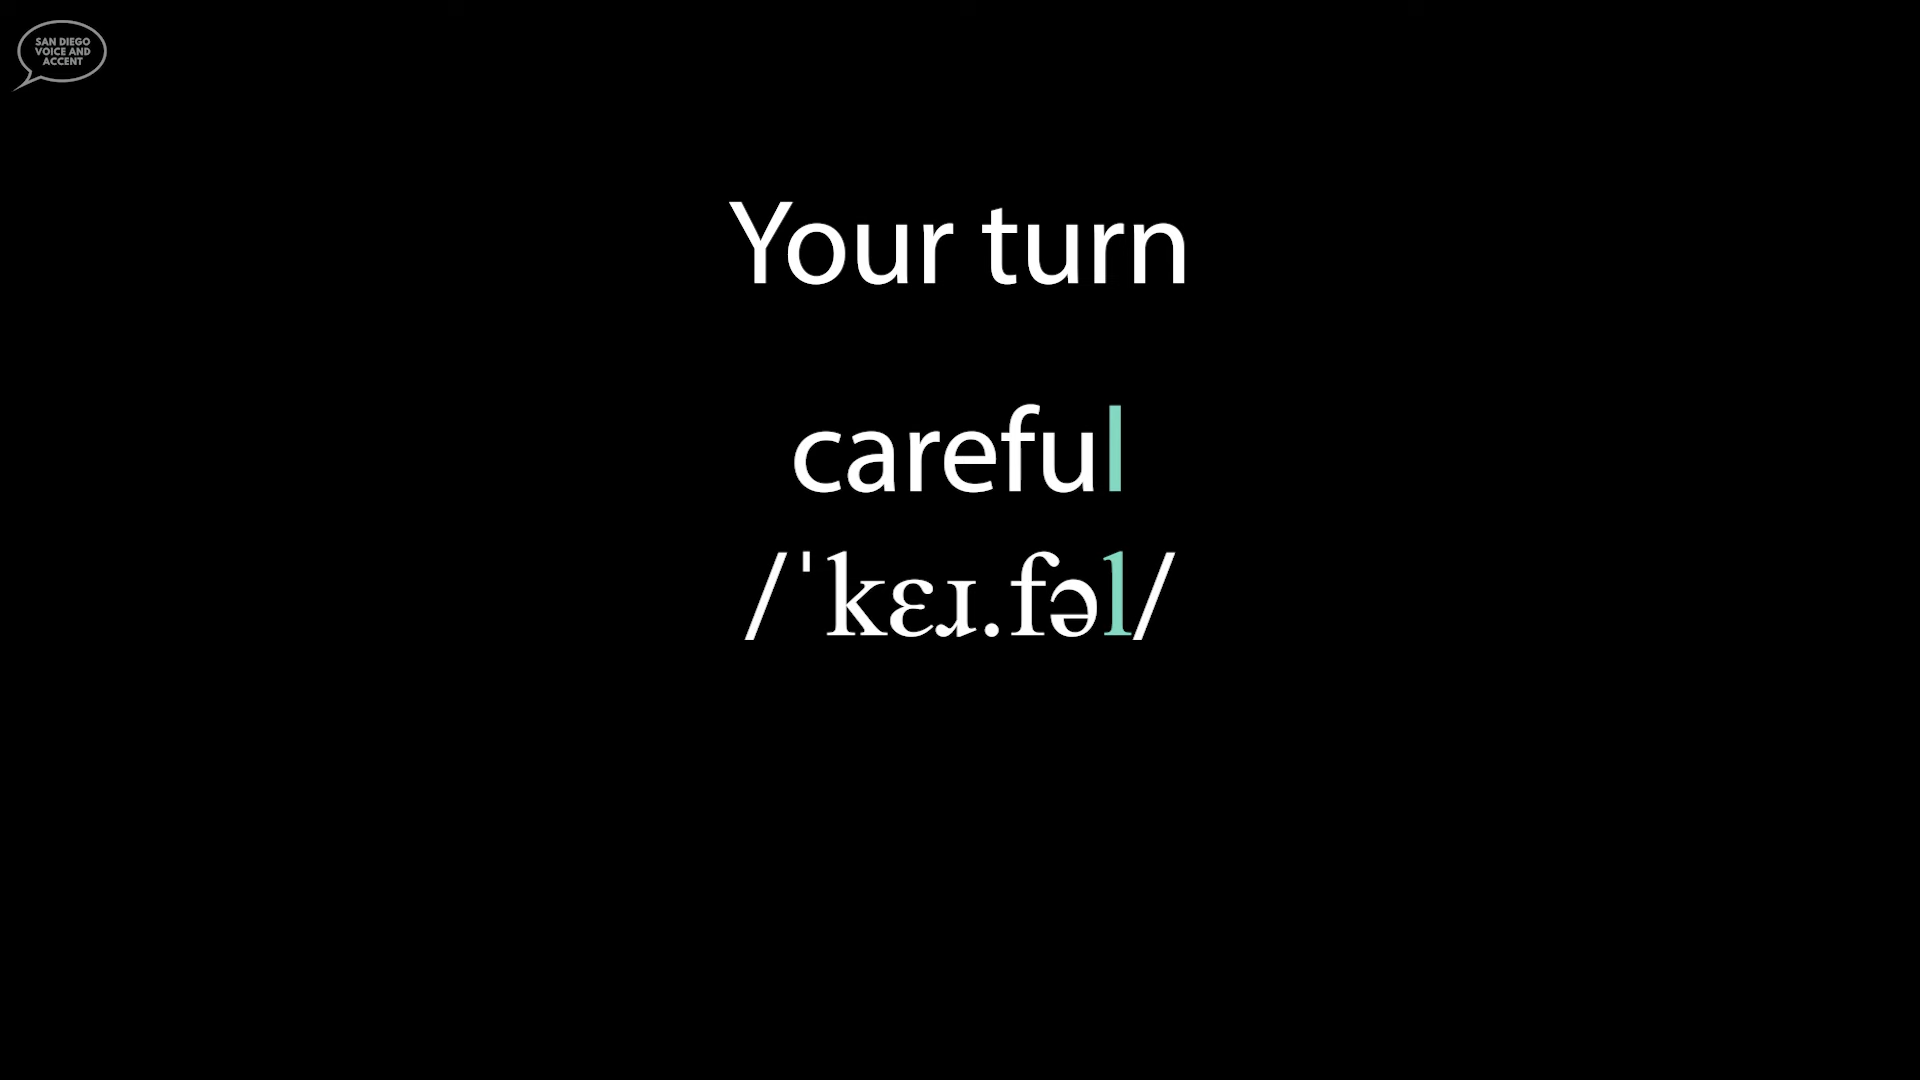 SAN DIEGO
VOICE AND
ACCENT
Your turn
careful
/ˈkɛɹ.fəl/